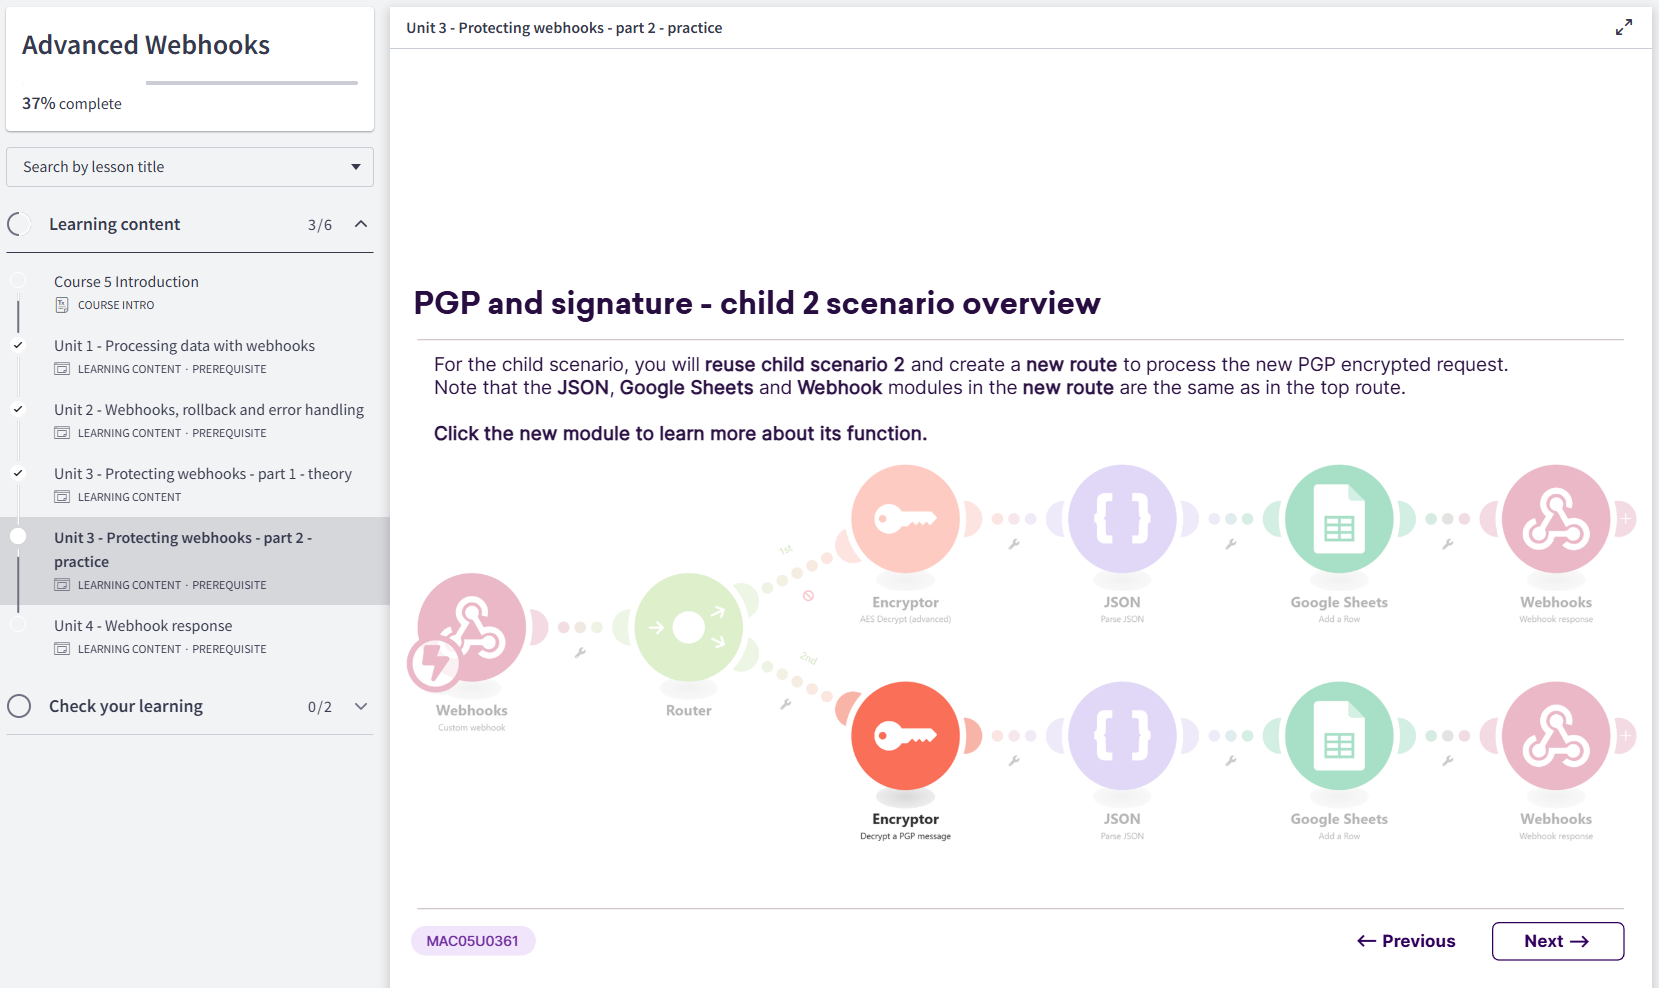 Advanced Webhooks
37% complete
Search by lesson title
Learning content 3/6
Course 5 Introduction
COURSE INTRO
Unit 1 - Processing data with webhooks
LEARNING CONTENT · PREREQUISITE
Unit 2 - Webhooks, rollback and error handling
LEARNING CONTENT · PREREQUISITE
Unit 3 - Protecting webhooks - part 1 - theory
LEARNING CONTENT
Unit 3 - Protecting webhooks - part 2 -
practice
LEARNING CONTENT · PREREQUISITE
Unit 4 - Webhook response
LEARNING CONTENT · PREREQUISITE
Check your learning 0/2
Unit 3 - Protecting webhooks - part 2 - practice
PGP and signature - child 2 scenario overview
For the child scenario, you will reuse child scenario 2 and create a new route to process the new PGP encrypted request.
Note that the JSON, Google Sheets and Webhook modules in the new route are the same as in the top route.
Click the new module to learn more about its function.
Webhooks
Custom webhook
Router
1st
2nd
Encryptor
AES Decrypt (advanced)
JSON
Parse JSON
Google Sheets
Add a Row
Webhooks
Webhook response
Encryptor
Decrypt a PGP message
JSON
Parse JSON
Google Sheets
Add a Row
Webhooks
Webhook response
MAC05U0361
← Previous
Next →